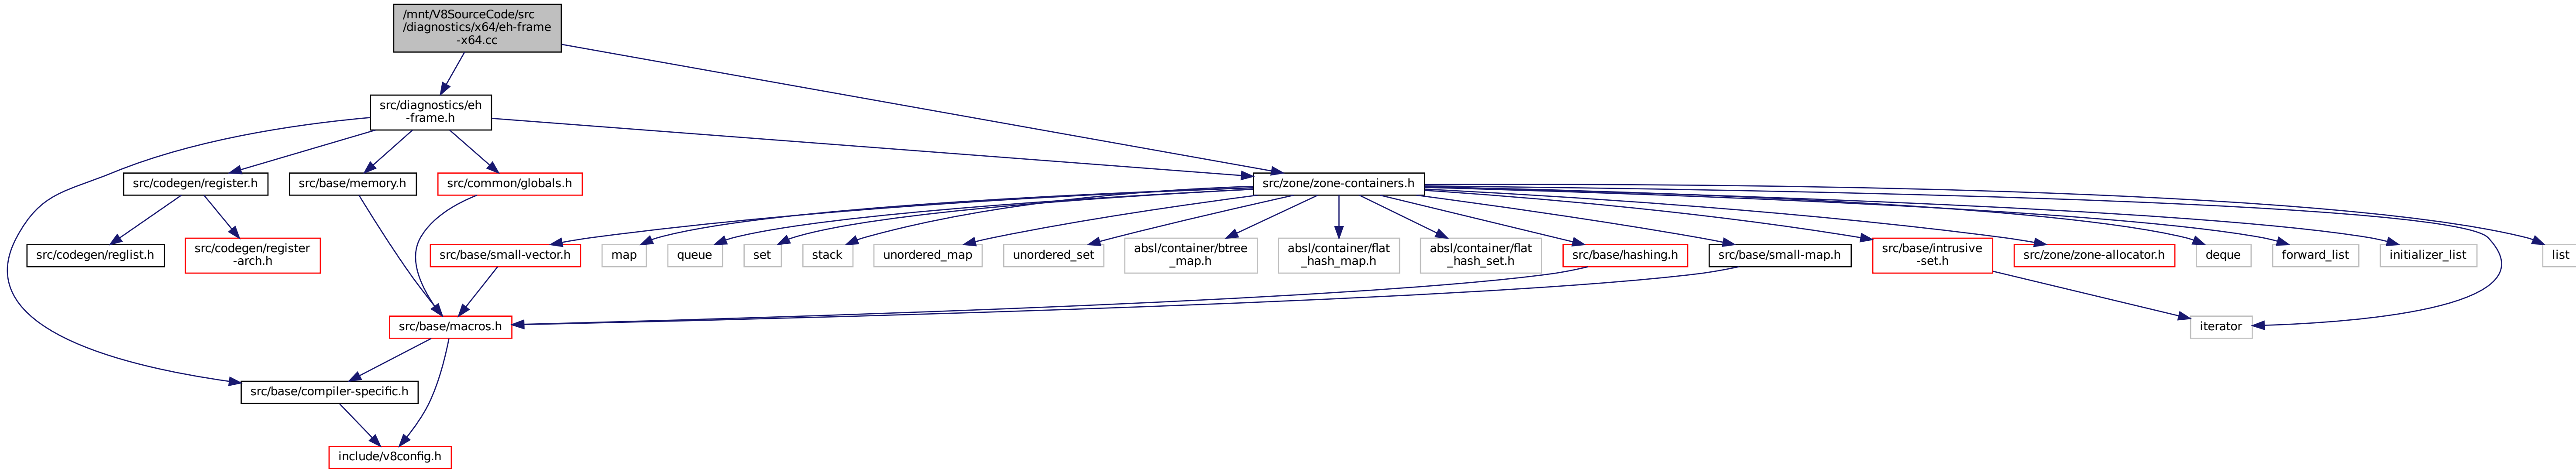 /mnt/V8SourceCode/src
/diagnostics/x64/eh-frame
-x64.cc
src/diagnostics/eh
-frame.h
src/codegen/register.h
src/base/memory.h
src/common/globals.h
src/zone/zone-containers.h
src/codegen/reglist.h
src/codegen/register
-arch.h
src/base/small-vector.h
map
queue
set
stack
unordered_map
unordered_set
absl/container/btree
_map.h
absl/container/flat
_hash_map.h
absl/container/flat
_hash_set.h
src/base/hashing.h
src/base/small-map.h
src/base/intrusive
-set.h
src/zone/zone-allocator.h
deque
forward_list
initializer_list
list
src/base/macros.h
iterator
src/base/compiler-specific.h
include/v8config.h